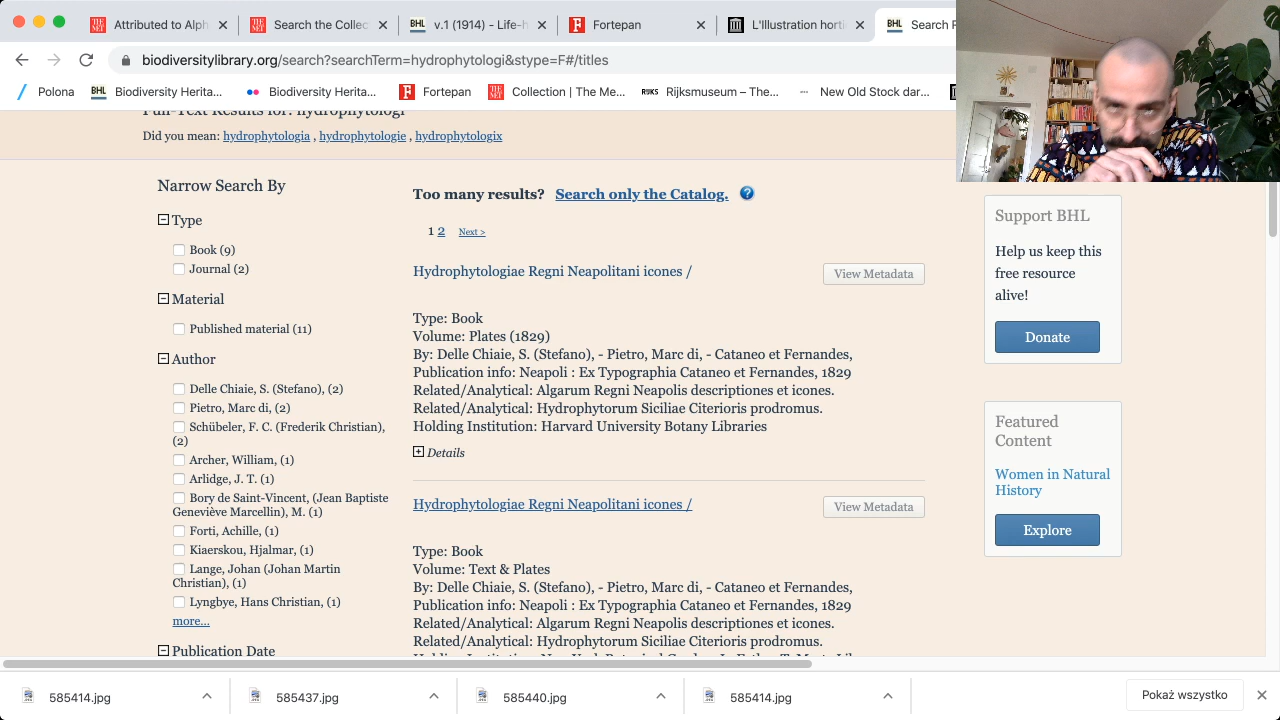 Attributed to Alph
Search the Collec
BHL v.1 (1914) - Life-h
Fortepan
L'Illustration horti
BHL Search R
biodiversitylibrary.org/search?searchTerm=hydrophytologi&stype=F#/titles
Polona
BHL Biodiversity Herita...
Biodiversity Herita...
Fortepan
Collection | The Me...
RIJKS Rijksmuseum – The...
New Old Stock dar...
Full-Text Results for: hydrophytologi
Did you mean: hydrophytologia , hydrophytologie , hydrophytologix
Narrow Search By
Type
Book (9)
Journal (2)
Material
Published material (11)
Author
Delle Chiaie, S. (Stefano), (2)
Pietro, Marc di, (2)
Schübeler, F. C. (Frederik Christian),
(2)
Archer, William, (1)
Arlidge, J. T. (1)
Bory de Saint-Vincent, (Jean Baptiste
Geneviève Marcellin), M. (1)
Forti, Achille, (1)
Kiaerskou, Hjalmar, (1)
Lange, Johan (Johan Martin
Christian), (1)
Lyngbye, Hans Christian, (1)
more...
Publication Date
Too many results? Search only the Catalog. ?
1 2 Next >
Hydrophytologiae Regni Neapolitani icones /
View Metadata
Type: Book
Volume: Plates (1829)
By: Delle Chiaie, S. (Stefano), - Pietro, Marc di, - Cataneo et Fernandes,
Publication info: Neapoli : Ex Typographia Cataneo et Fernandes, 1829
Related/Analytical: Algarum Regni Neapolis descriptiones et icones.
Related/Analytical: Hydrophytorum Siciliae Citerioris prodromus.
Holding Institution: Harvard University Botany Libraries
Details
Hydrophytologiae Regni Neapolitani icones /
View Metadata
Type: Book
Volume: Text & Plates
By: Delle Chiaie, S. (Stefano), - Pietro, Marc di, - Cataneo et Fernandes,
Publication info: Neapoli : Ex Typographia Cataneo et Fernandes, 1829
Related/Analytical: Algarum Regni Neapolis descriptiones et icones.
Related/Analytical: Hydrophytorum Siciliae Citerioris prodromus.
Support BHL
Help us keep this
free resource
alive!
Donate
Featured
Content
Women in Natural
History
Explore
585414.jpg
585437.jpg
585440.jpg
585414.jpg
Pokaż wszystko